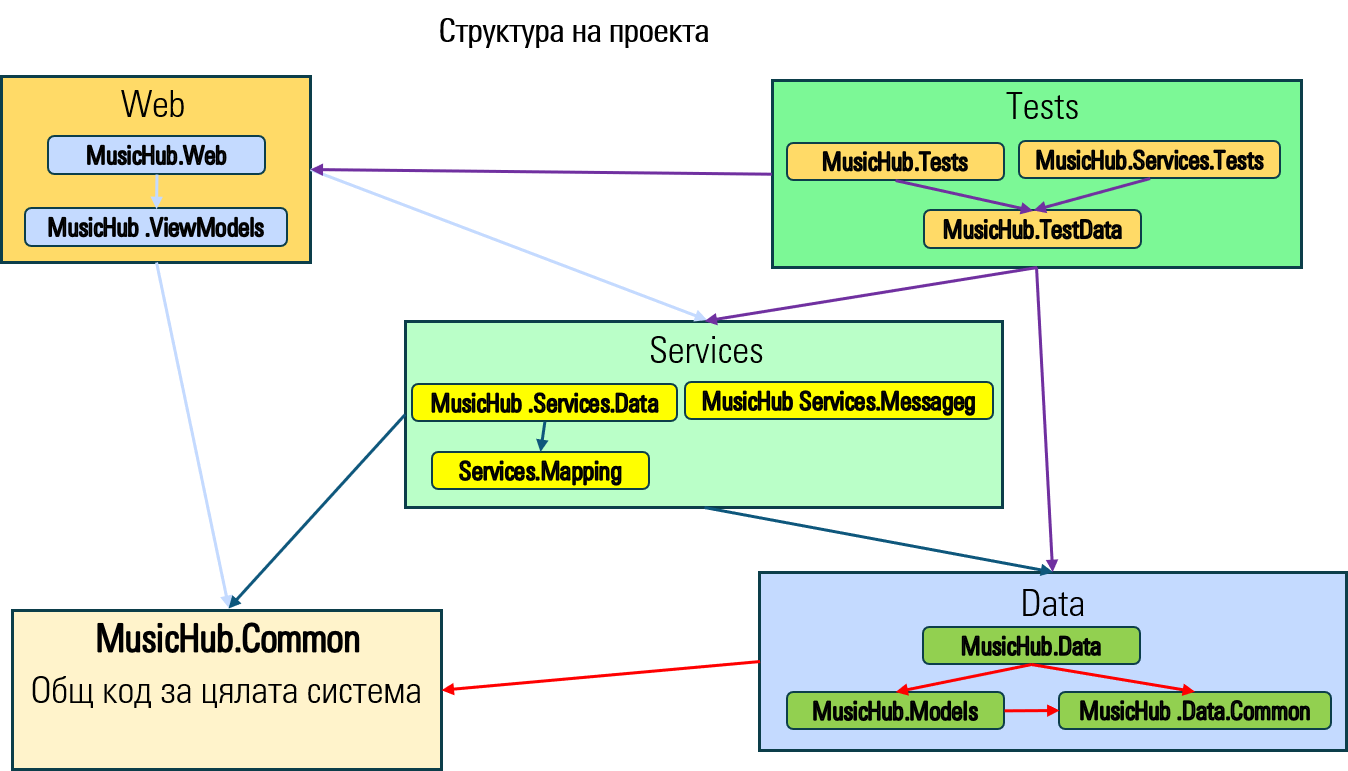 Структура на проекта
Web
MusicHub.Web
MusicHub .ViewModels
Tests
MusicHub.Tests
MusicHub.Services.Tests
MusicHub.TestData
Services
MusicHub .Services.Data
MusicHub Services.Messageg
Services.Mapping
MusicHub.Common
Общ код за цялата система
Data
MusicHub.Data
MusicHub.Models
MusicHub .Data.Common